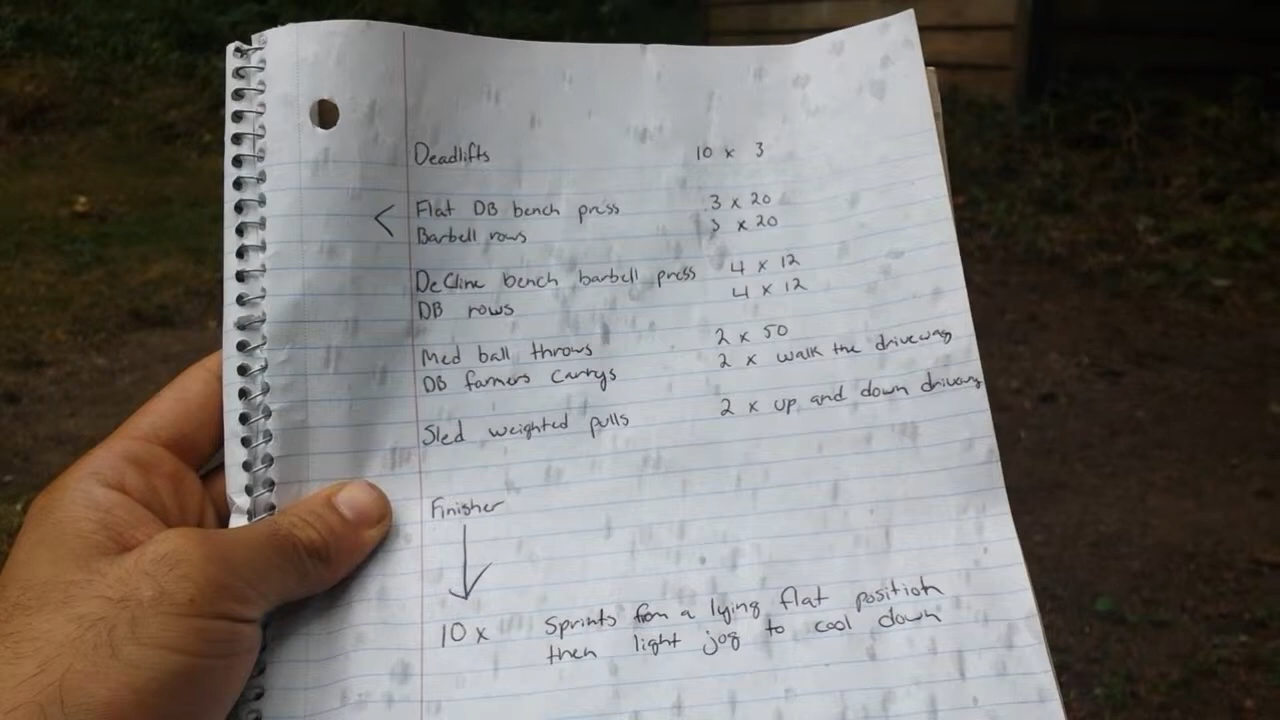 Deadlifts 10 x 3
< Flat DB bench press 3 x 20
Barbell rows 3 x 20
Decline bench barbell press 4 x 12
DB rows 4 x 12
Med ball throws 2 x 50
DB farmers carrys 2 x walk the driveway
Sled weighted pulls 2 x up and down driveway
Finisher
10 x Sprints from a lying flat position
then light jog to cool down